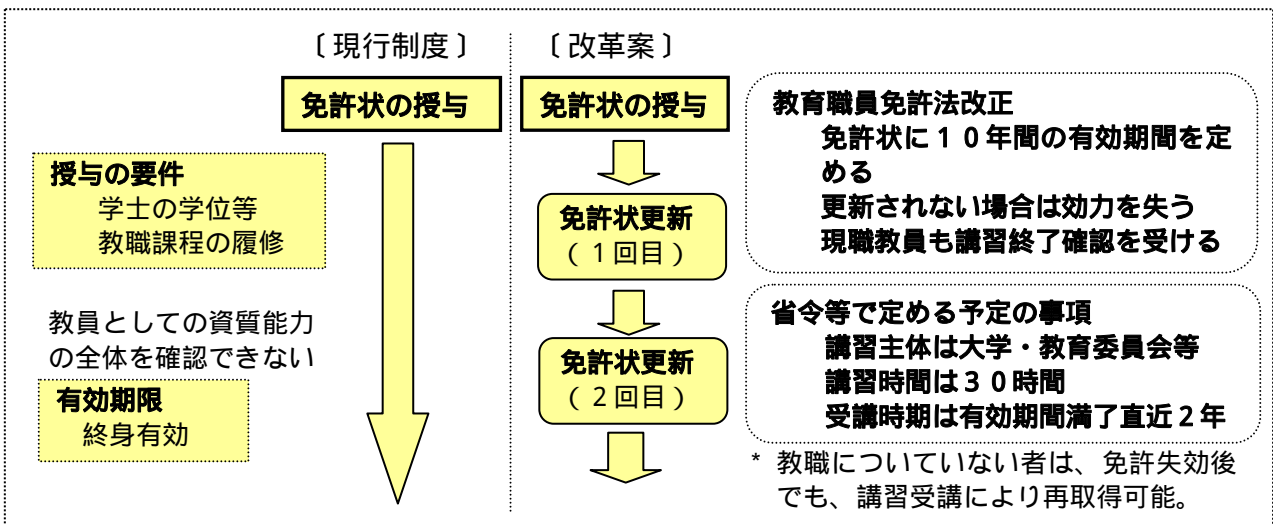 〔現行制度〕
免許状の授与
授与の要件
学士の学位等
教職課程の履修
教員としての資質能力
の全体を確認できない
有効期限
終身有効
〔改革案〕
免許状の授与
免許状更新
(1回目)
免許状更新
(2回目)
教育職員免許法改正
免許状に10年間の有効期間を定
める
更新されない場合は効力を失う
現職教員も講習終了確認を受ける
省令等で定める予定の事項
講習主体は大学・教育委員会等
講習時間は30時間
受講時期は有効期間満了直近2年
* 教職についていない者は、免許失効後
でも、講習受講により再取得可能。